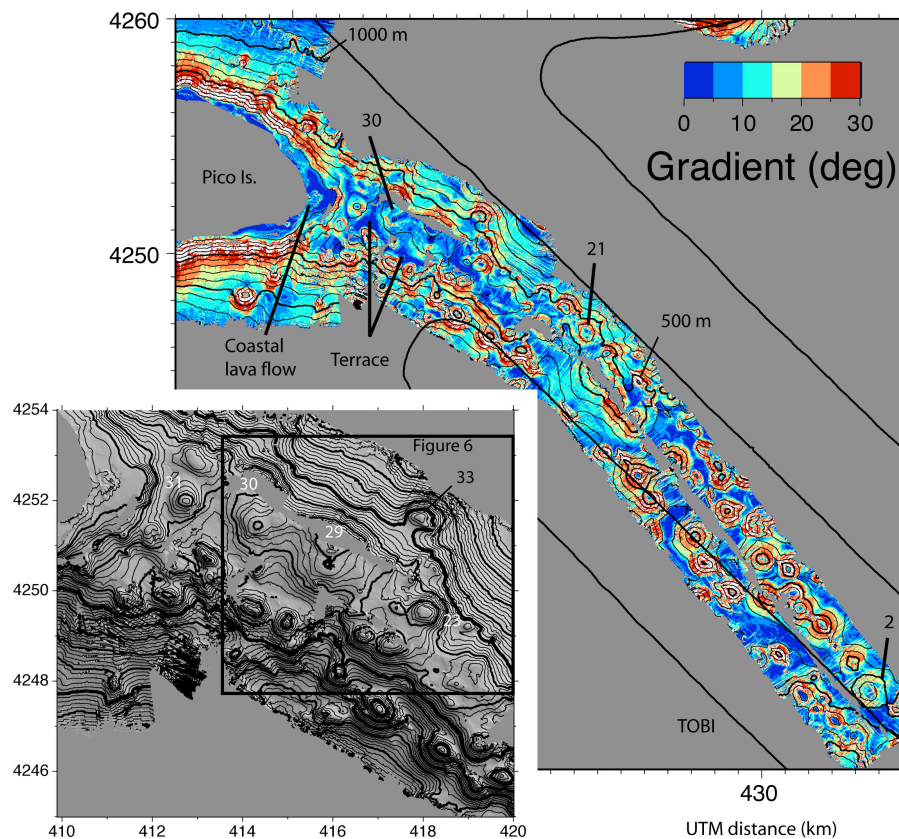 4260
1000 m
30
0 10 20 30
Gradient (deg)
Pico Is.
4250
21
500 m
Coastal
lava flow
Terrace
4254
Figure 6
33
31
30
4252
29
4250
23
2
4248
TOBI
4246
430
410 412 414 416 418 420
UTM distance (km)